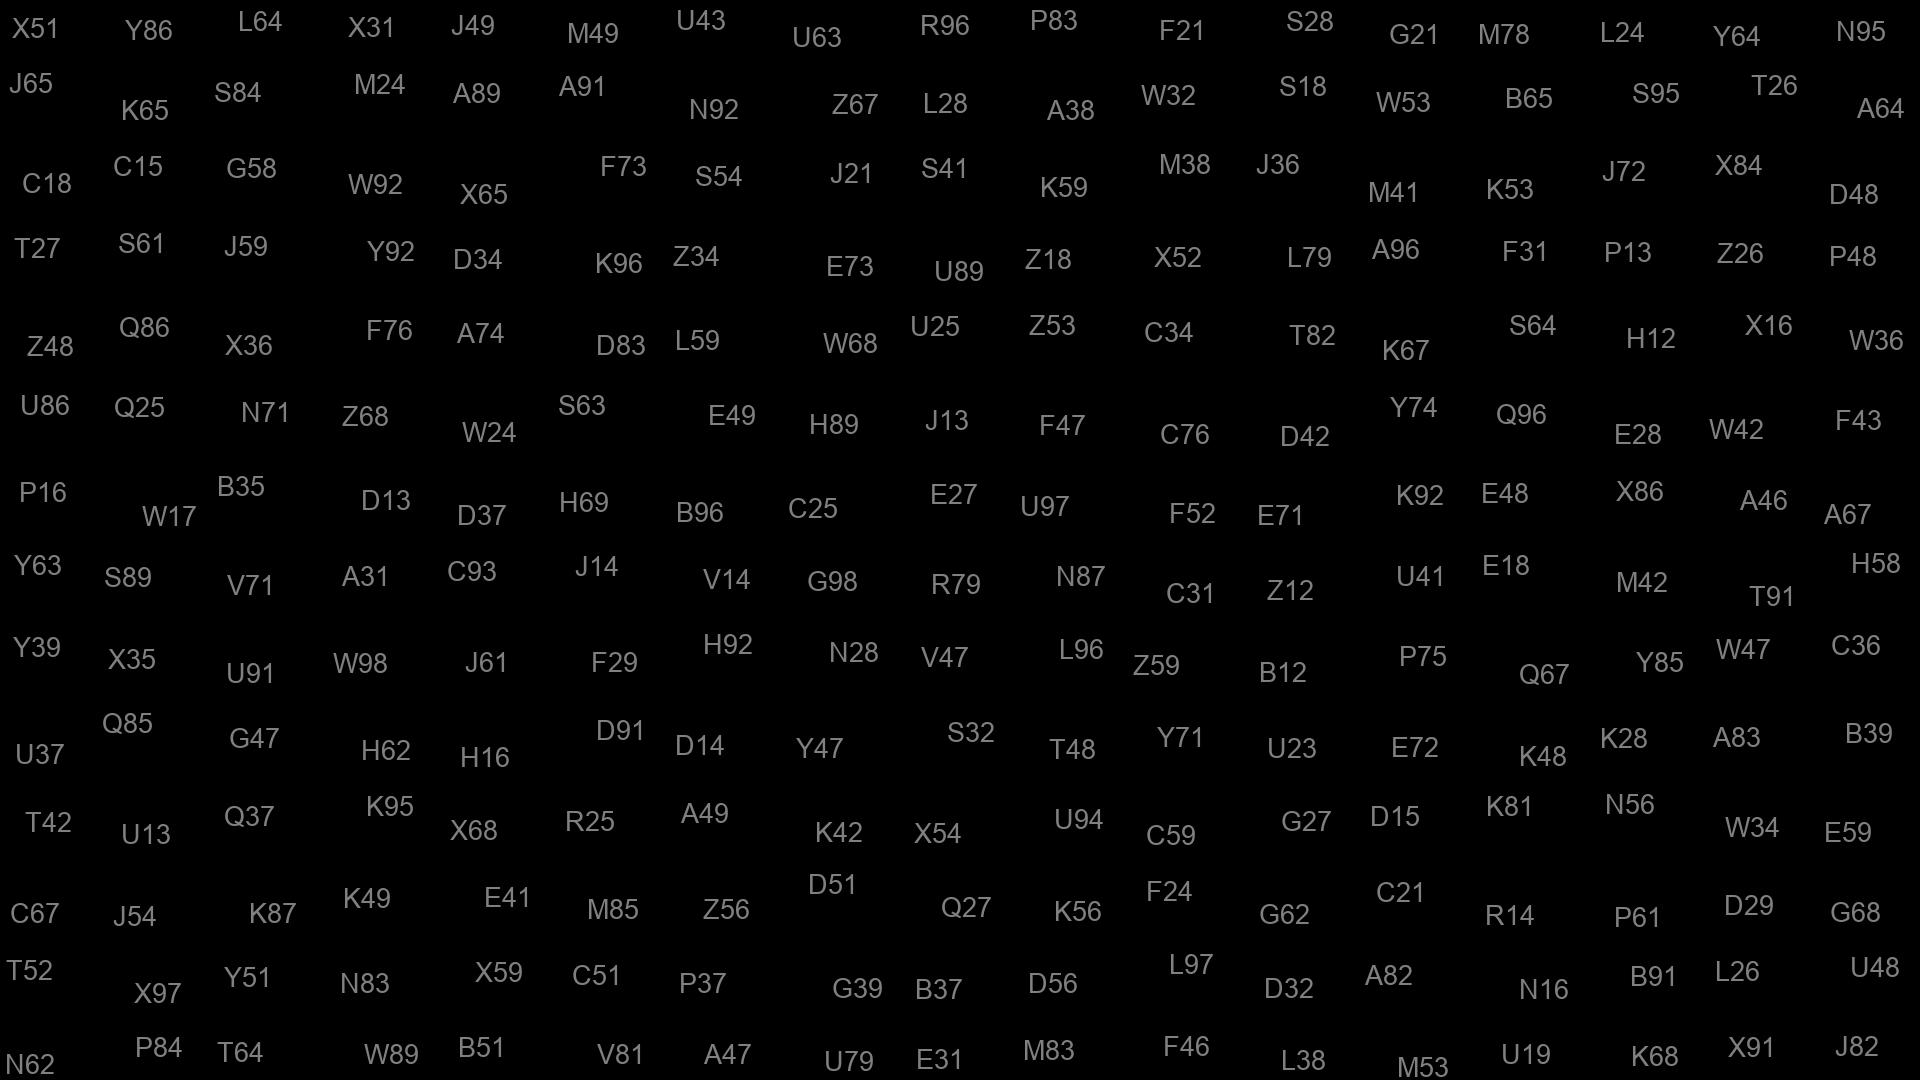 X51 Y86 L64 X31 J49 M49 U43 U63 R96 P83 F21 S28 G21 M78 L24 Y64 N95
J65 K65 S84 M24 A89 A91 N92 Z67 L28 A38 W32 S18 W53 B65 S95 T26 A64
C18 C15 G58 W92 X65 F73 S54 J21 S41 K59 M38 J36 M41 K53 J72 X84 D48
T27 S61 J59 Y92 D34 K96 Z34 E73 U89 Z18 X52 L79 A96 F31 P13 Z26 P48
Z48 Q86 X36 F76 A74 D83 L59 W68 U25 Z53 C34 T82 K67 S64 H12 X16 W36
U86 Q25 N71 Z68 W24 S63 E49 H89 J13 F47 C76 D42 Y74 Q96 E28 W42 F43
P16 W17 B35 D13 D37 H69 B96 C25 E27 U97 F52 E71 K92 E48 X86 A46 A67
Y63 S89 V71 A31 C93 J14 V14 G98 R79 N87 C31 Z12 U41 E18 M42 T91 H58
Y39 X35 U91 W98 J61 F29 H92 N28 V47 L96 Z59 B12 P75 Q67 Y85 W47 C36
U37 Q85 G47 H62 H16 D91 D14 Y47 S32 T48 Y71 U23 E72 K48 K28 A83 B39
T42 U13 Q37 K95 X68 R25 A49 K42 X54 U94 C59 G27 D15 K81 N56 W34 E59
C67 J54 K87 K49 E41 M85 Z56 D51 Q27 K56 F24 G62 C21 R14 P61 D29 G68
T52 X97 Y51 N83 X59 C51 P37 G39 B37 D56 L97 D32 A82 N16 B91 L26 U48
N62 P84 T64 W89 B51 V81 A47 U79 E31 M83 F46 L38 M53 U19 K68 X91 J82